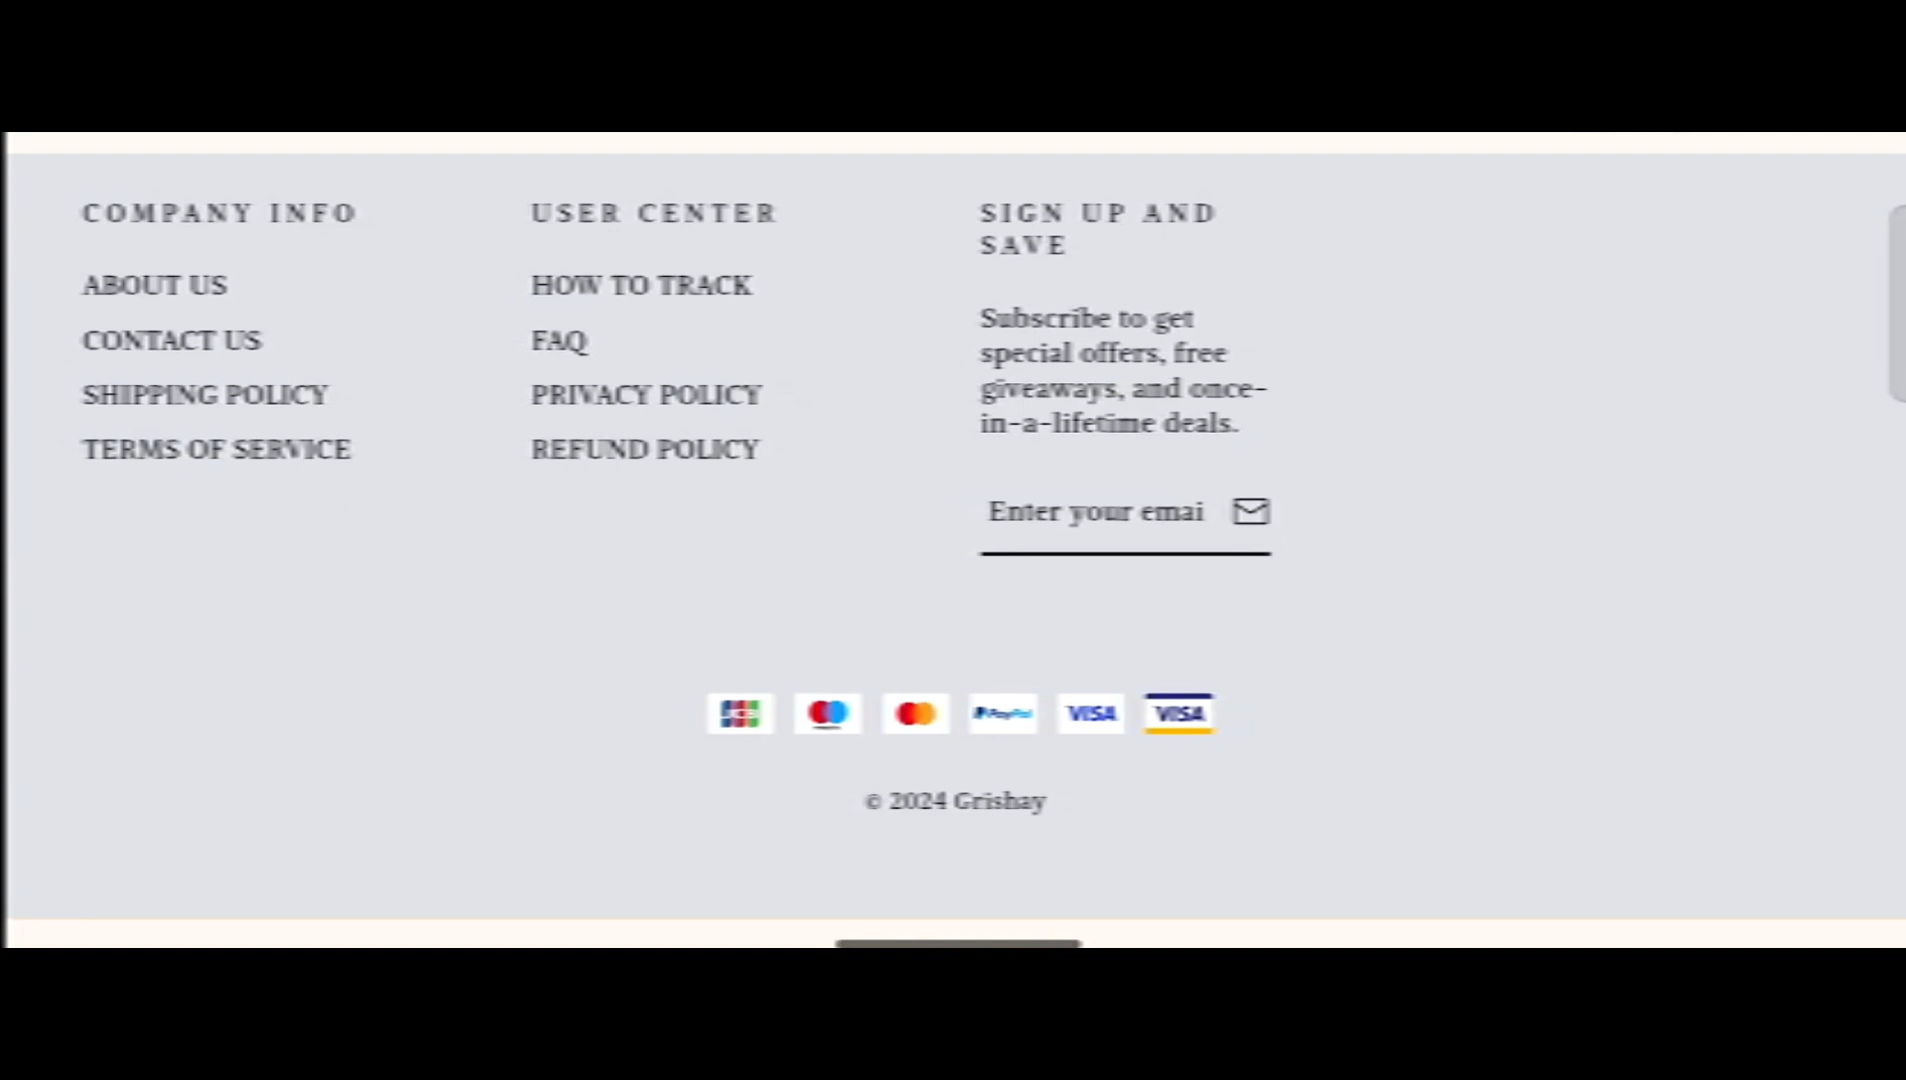 COMPANY INFO
ABOUT US
CONTACT US
SHIPPING POLICY
TERMS OF SERVICE
USER CENTER
HOW TO TRACK
FAQ
PRIVACY POLICY
REFUND POLICY
SIGN UP AND
SAVE
Subscribe to get
special offers, free
giveaways, and once-
in-a-lifetime deals.
Enter your emai
JCB PayPal VISA VISA
© 2024 Grishay